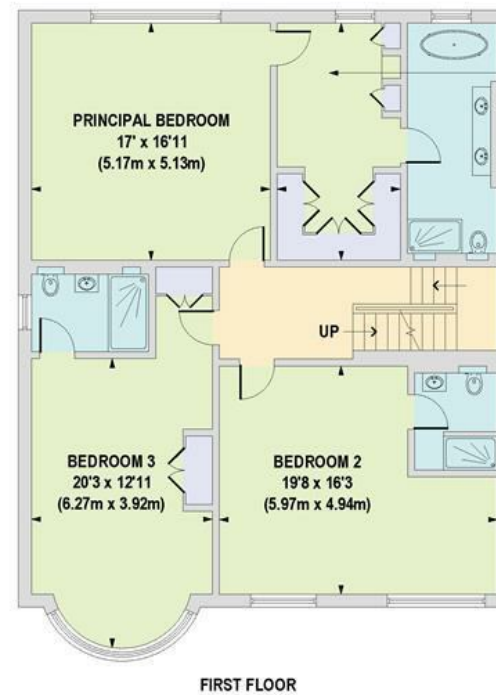 PRINCIPAL BEDROOM
17' x 16'11
(5.17m x 5.13m)
UP
BEDROOM 3
20'3 x 12'11
(6.27m x 3.92m)
BEDROOM 2
19'8 x 16'3
(5.97m x 4.94m)
FIRST FLOOR